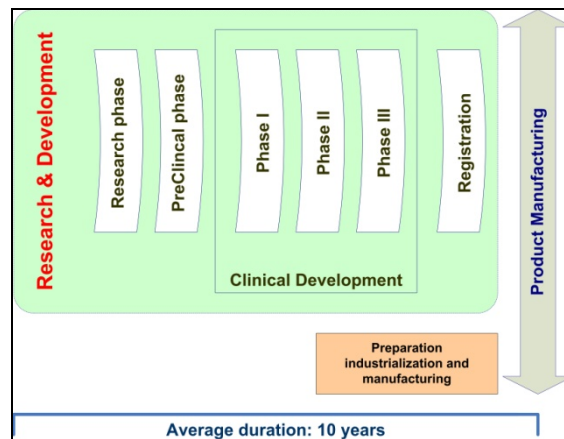 Research & Development
Research phase
PreClincal phase
Phase I
Phase II
Phase III
Registration
Clinical Development
Product Manufacturing
Preparation
industrialization and
manufacturing
Average duration: 10 years